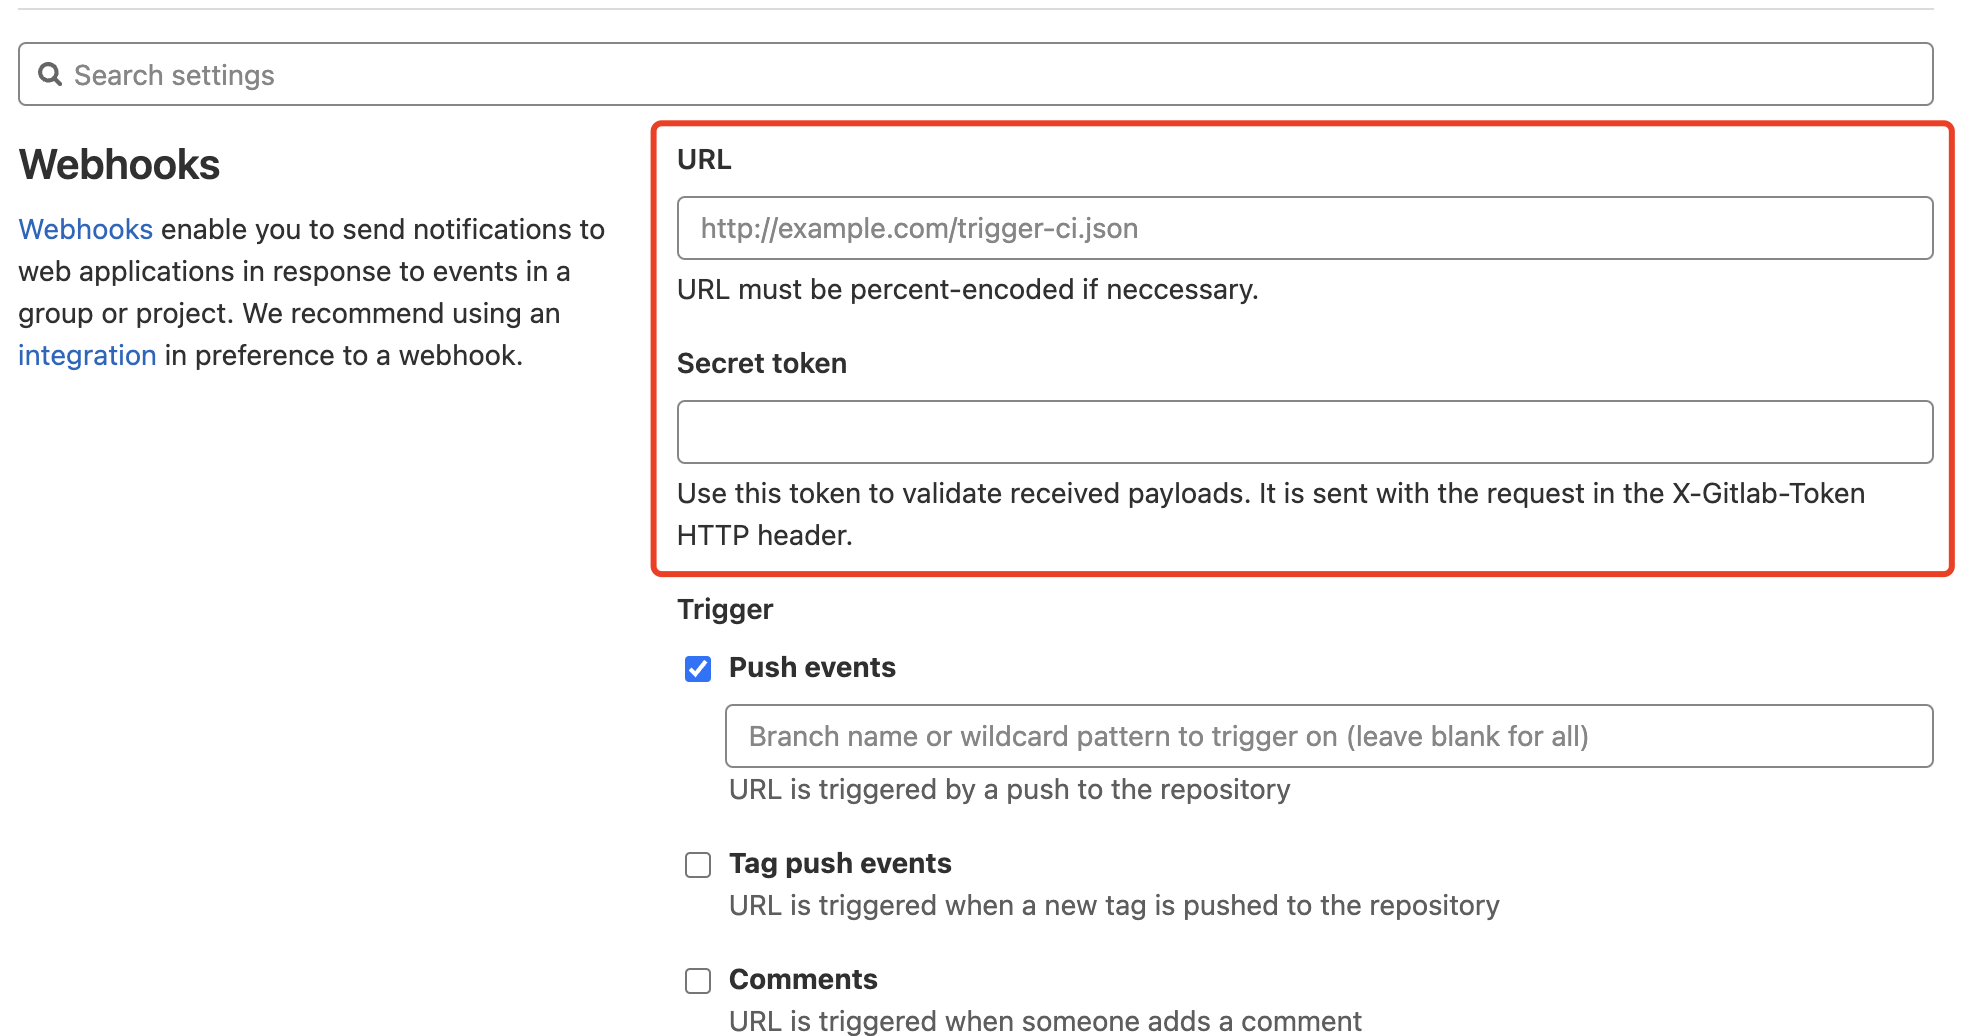 Search settings
Webhooks
Webhooks enable you to send notifications to
web applications in response to events in a
group or project. We recommend using an
integration in preference to a webhook.
URL
http://example.com/trigger-ci.json
URL must be percent-encoded if neccessary.
Secret token
Use this token to validate received payloads. It is sent with the request in the X-Gitlab-Token
HTTP header.
Trigger
Push events
Branch name or wildcard pattern to trigger on (leave blank for all)
URL is triggered by a push to the repository
Tag push events
URL is triggered when a new tag is pushed to the repository
Comments
URL is triggered when someone adds a comment